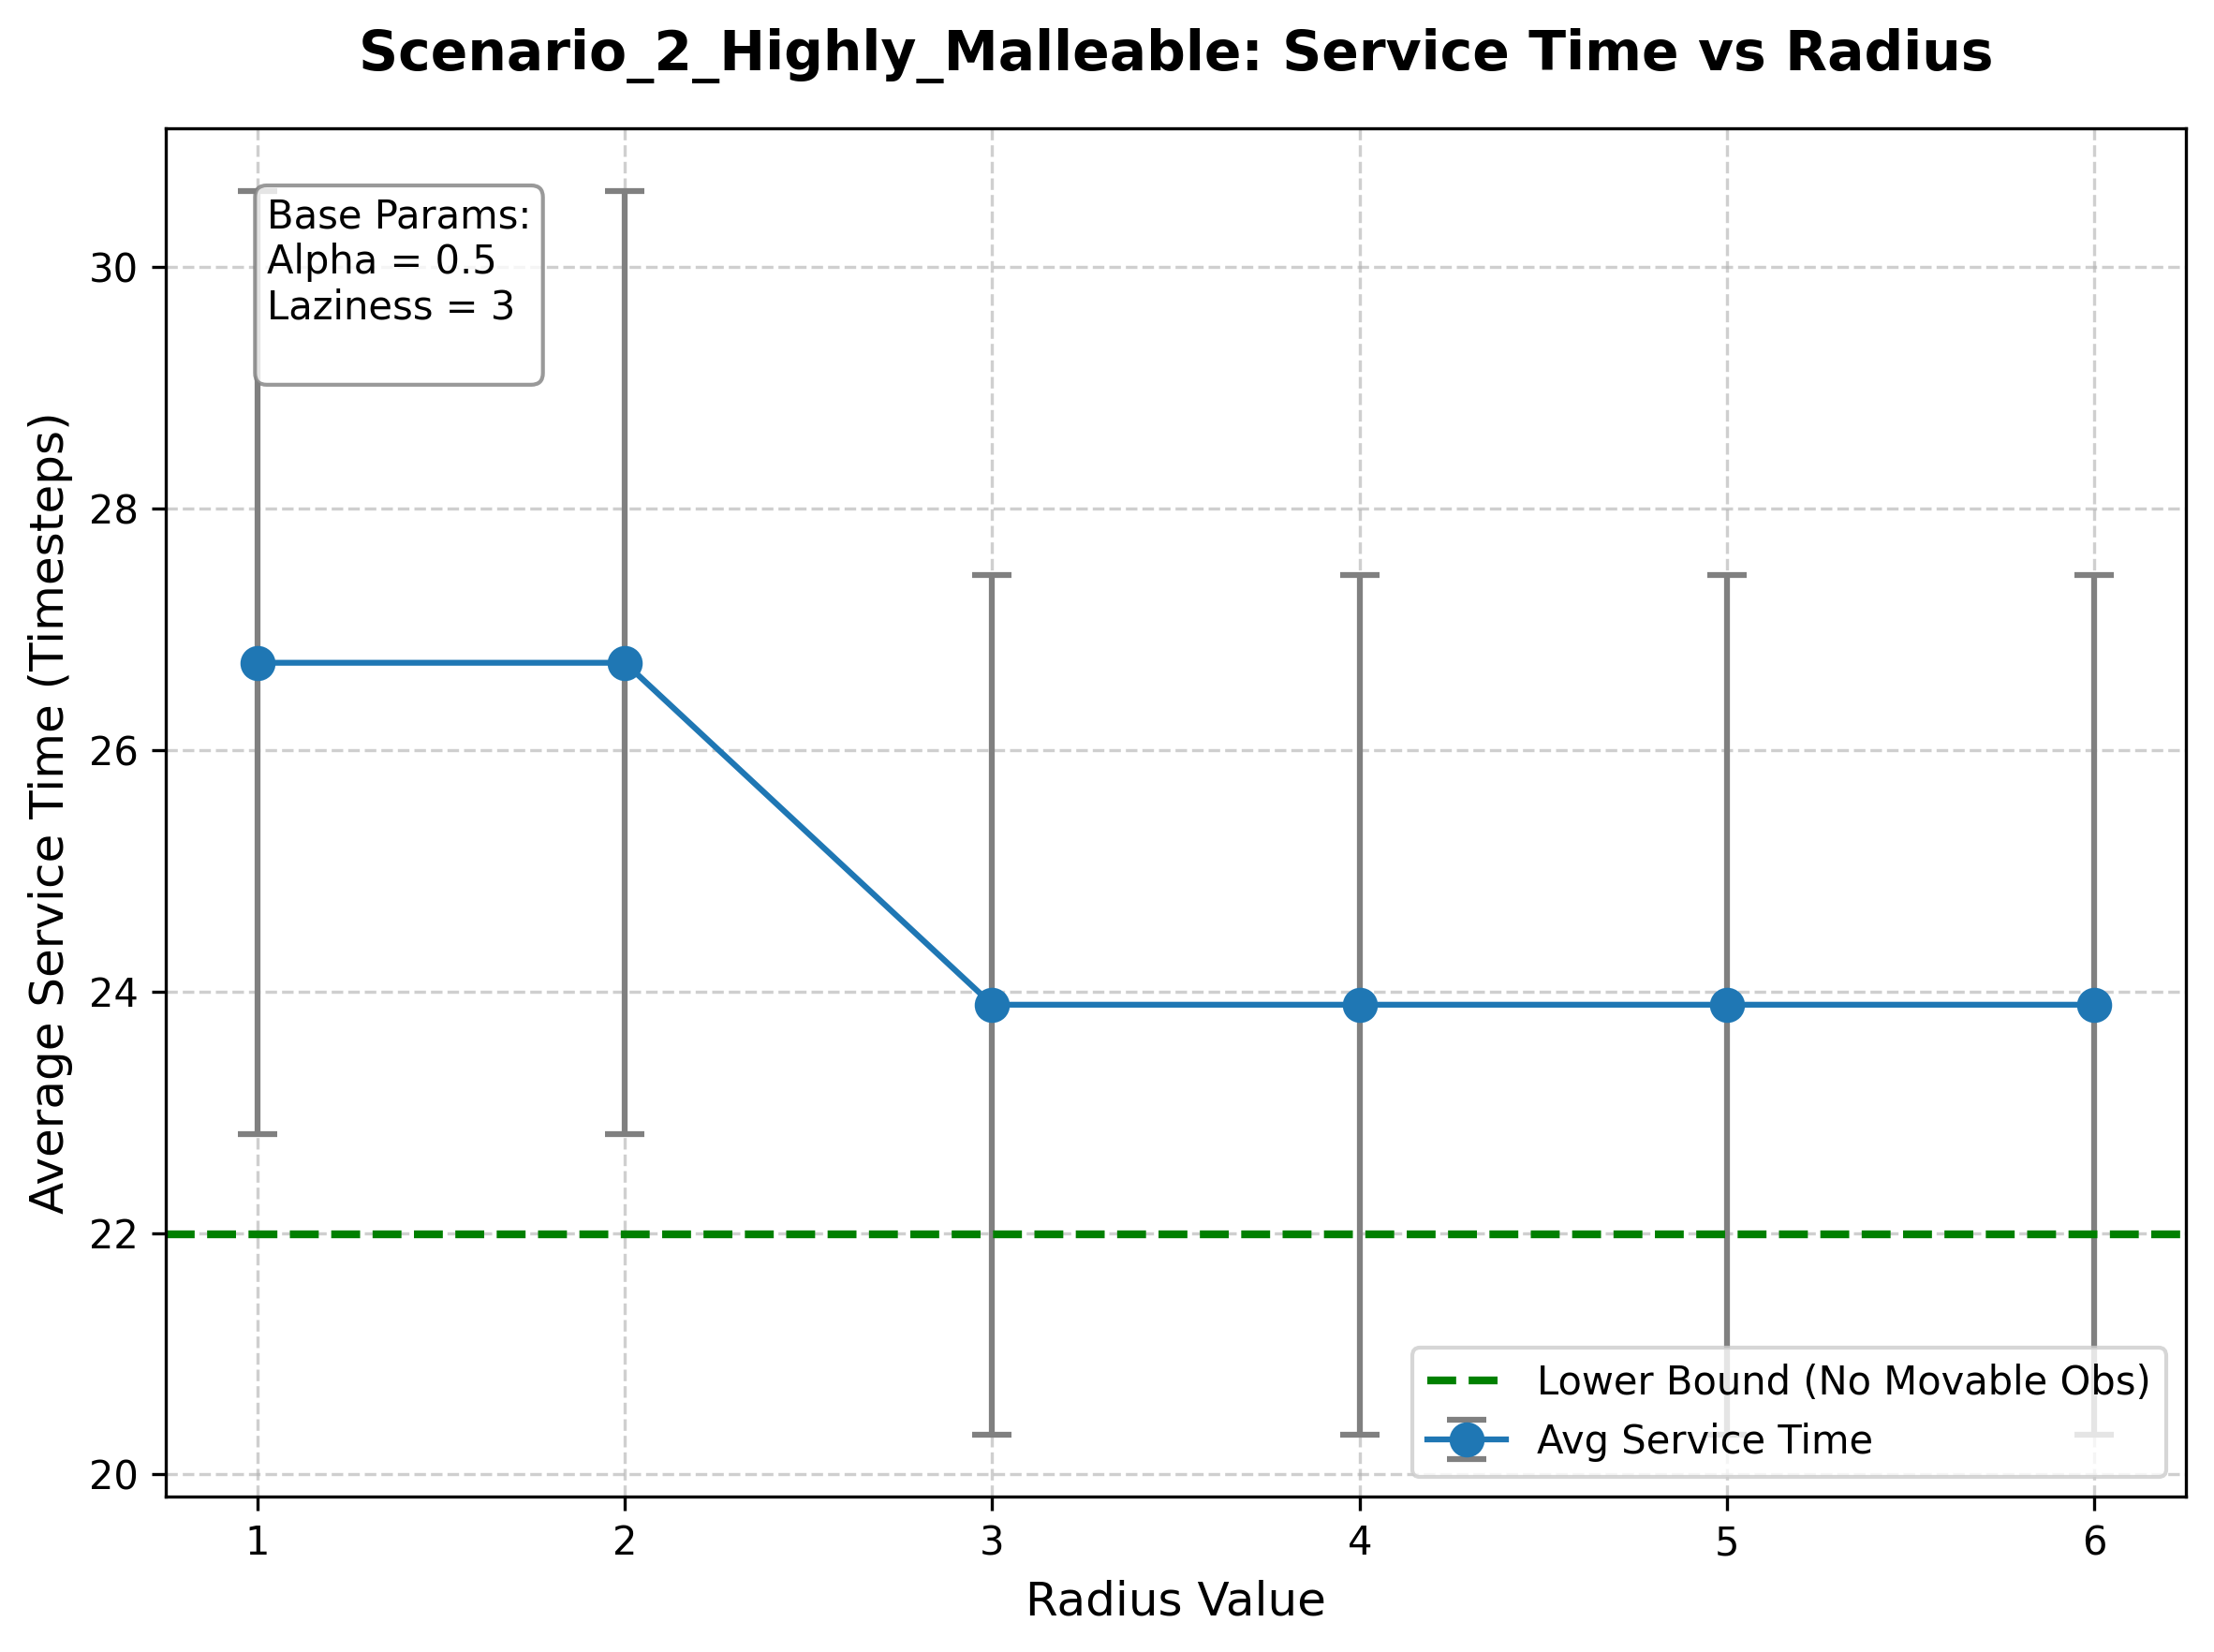 Scenario_2_Highly_Malleable: Service Time vs Radius
Base Params:
Alpha = 0.5
Laziness = 3
30
28
26
24
22
20
Average Service Time (Timesteps)
Lower Bound (No Movable Obs)
Avg Service Time
1 2 3 4 5 6
Radius Value